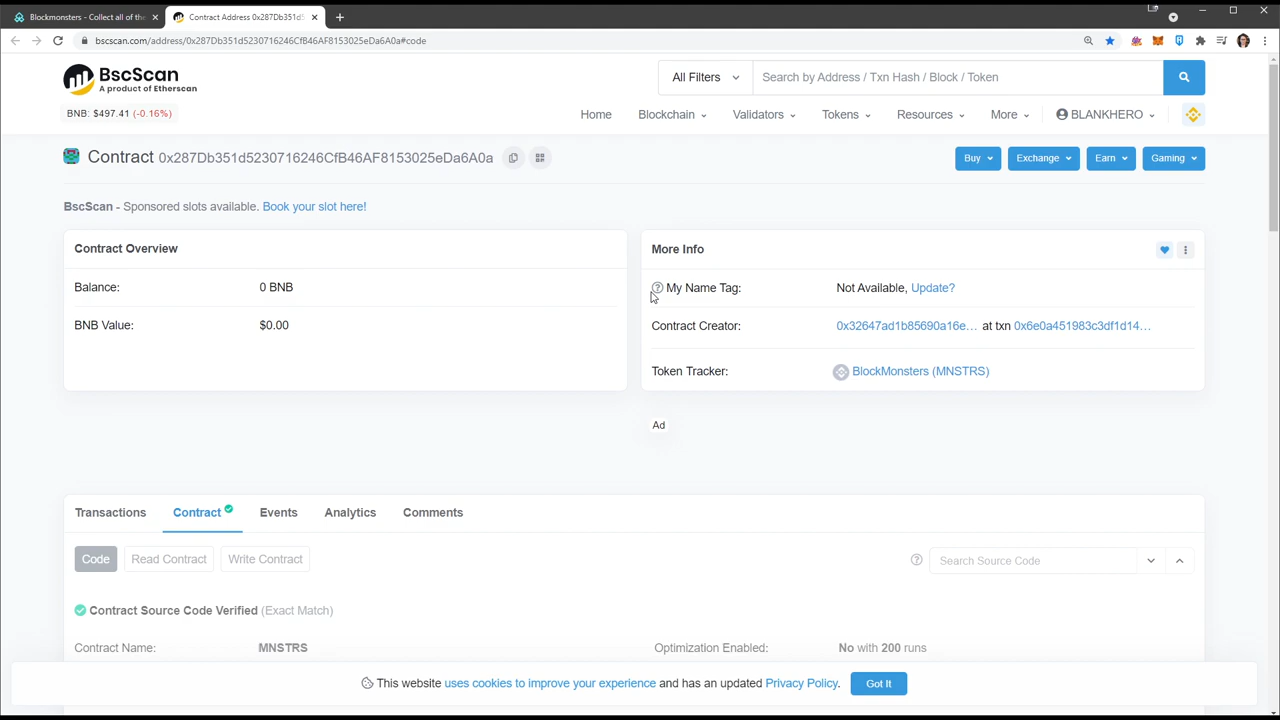 Blockmonsters - Collect all of the
Contract Address 0x287Db351d5
bscscan.com/address/0x287Db351d5230716246CfB46AF8153025eDa6A0a#code
BscScan
A product of Etherscan
All Filters
Search by Address / Txn Hash / Block / Token
BNB: $497.41 (-0.16%)
Home
Blockchain
Validators
Tokens
Resources
More
BLANKHERO
Contract 0x287Db351d5230716246CfB46AF8153025eDa6A0a
Buy
Exchange
Earn
Gaming
BscScan - Sponsored slots available. Book your slot here!
Contract Overview
Balance: 0 BNB
BNB Value: $0.00
More Info
My Name Tag: Not Available, Update?
Contract Creator: 0x32647ad1b85690a16e... at txn 0x6e0a451983c3df1d14...
Token Tracker: BlockMonsters (MNSTRS)
Ad
Transactions
Contract
Events
Analytics
Comments
Code
Read Contract
Write Contract
Search Source Code
Contract Source Code Verified (Exact Match)
Contract Name: MNSTRS
Optimization Enabled: No with 200 runs
This website uses cookies to improve your experience and has an updated Privacy Policy.
Got It